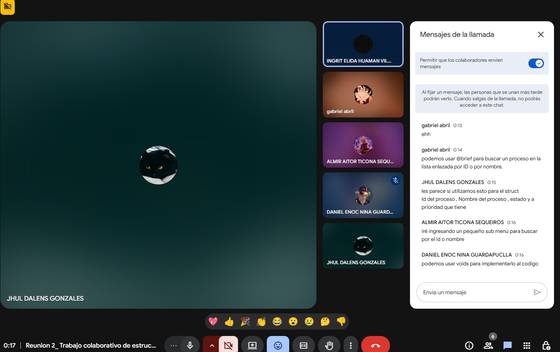 INGRIT ELIDA HUAMAN VIL...
gabriel abril
ALMIR AITOR TICONA SEQU...
DANIEL ENOC NINA GUARD...
JHUL DALENS GONZALES
JHUL DALENS GONZALES
Mensajes de la llamada
Permitir que los colaboradores envíen
mensajes
Al fijar un mensaje, las personas que se unen más tarde
podrán verlo. Cuando salgas de la llamada, no podrás
acceder a este chat.
gabriel abril 0:13
ehh
gabriel abril 0:14
podemos usar @brief para buscar un proceso en la
lista enlazada por ID o por nombre.
JHUL DALENS GONZALES 0:15
les parece si utilizamos esto para el struct
Id del proceso , Nombre del proceso , estado y a
prioridad que tiene
ALMIR AITOR TICONA SEQUEIROS 0:16
iré ingresando un pequeño sub menú para buscar
por el id o nombre
DANIEL ENOC NINA GUARDAPUCLLA 0:16
podemos usar voids para implementarlo al codigo
Envía un mensaje
0:17 | Reunion 2_Trabajo colaborativo de estruc...